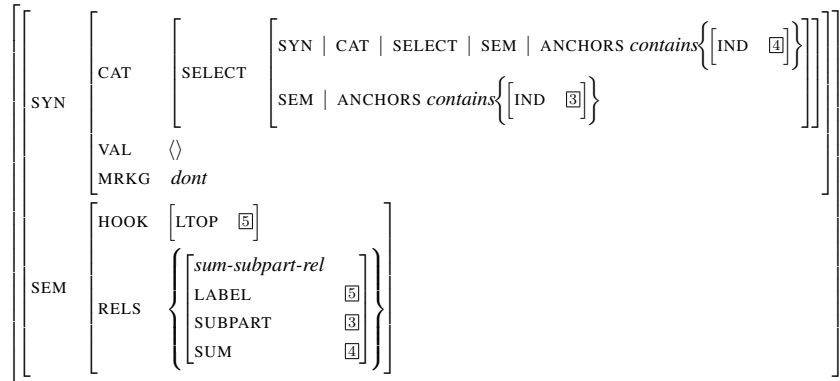 SYN | CAT | SELECT | SEM | ANCHORS contains{[IND 4]}
CAT [SELECT
SEM | ANCHORS contains{[IND 3]}
SYN
VAL ⟨⟩
MRKG dont
HOOK [LTOP 5]
sum-subpart-rel
SEM
LABEL 5
RELS
SUBPART 3
SUM 4